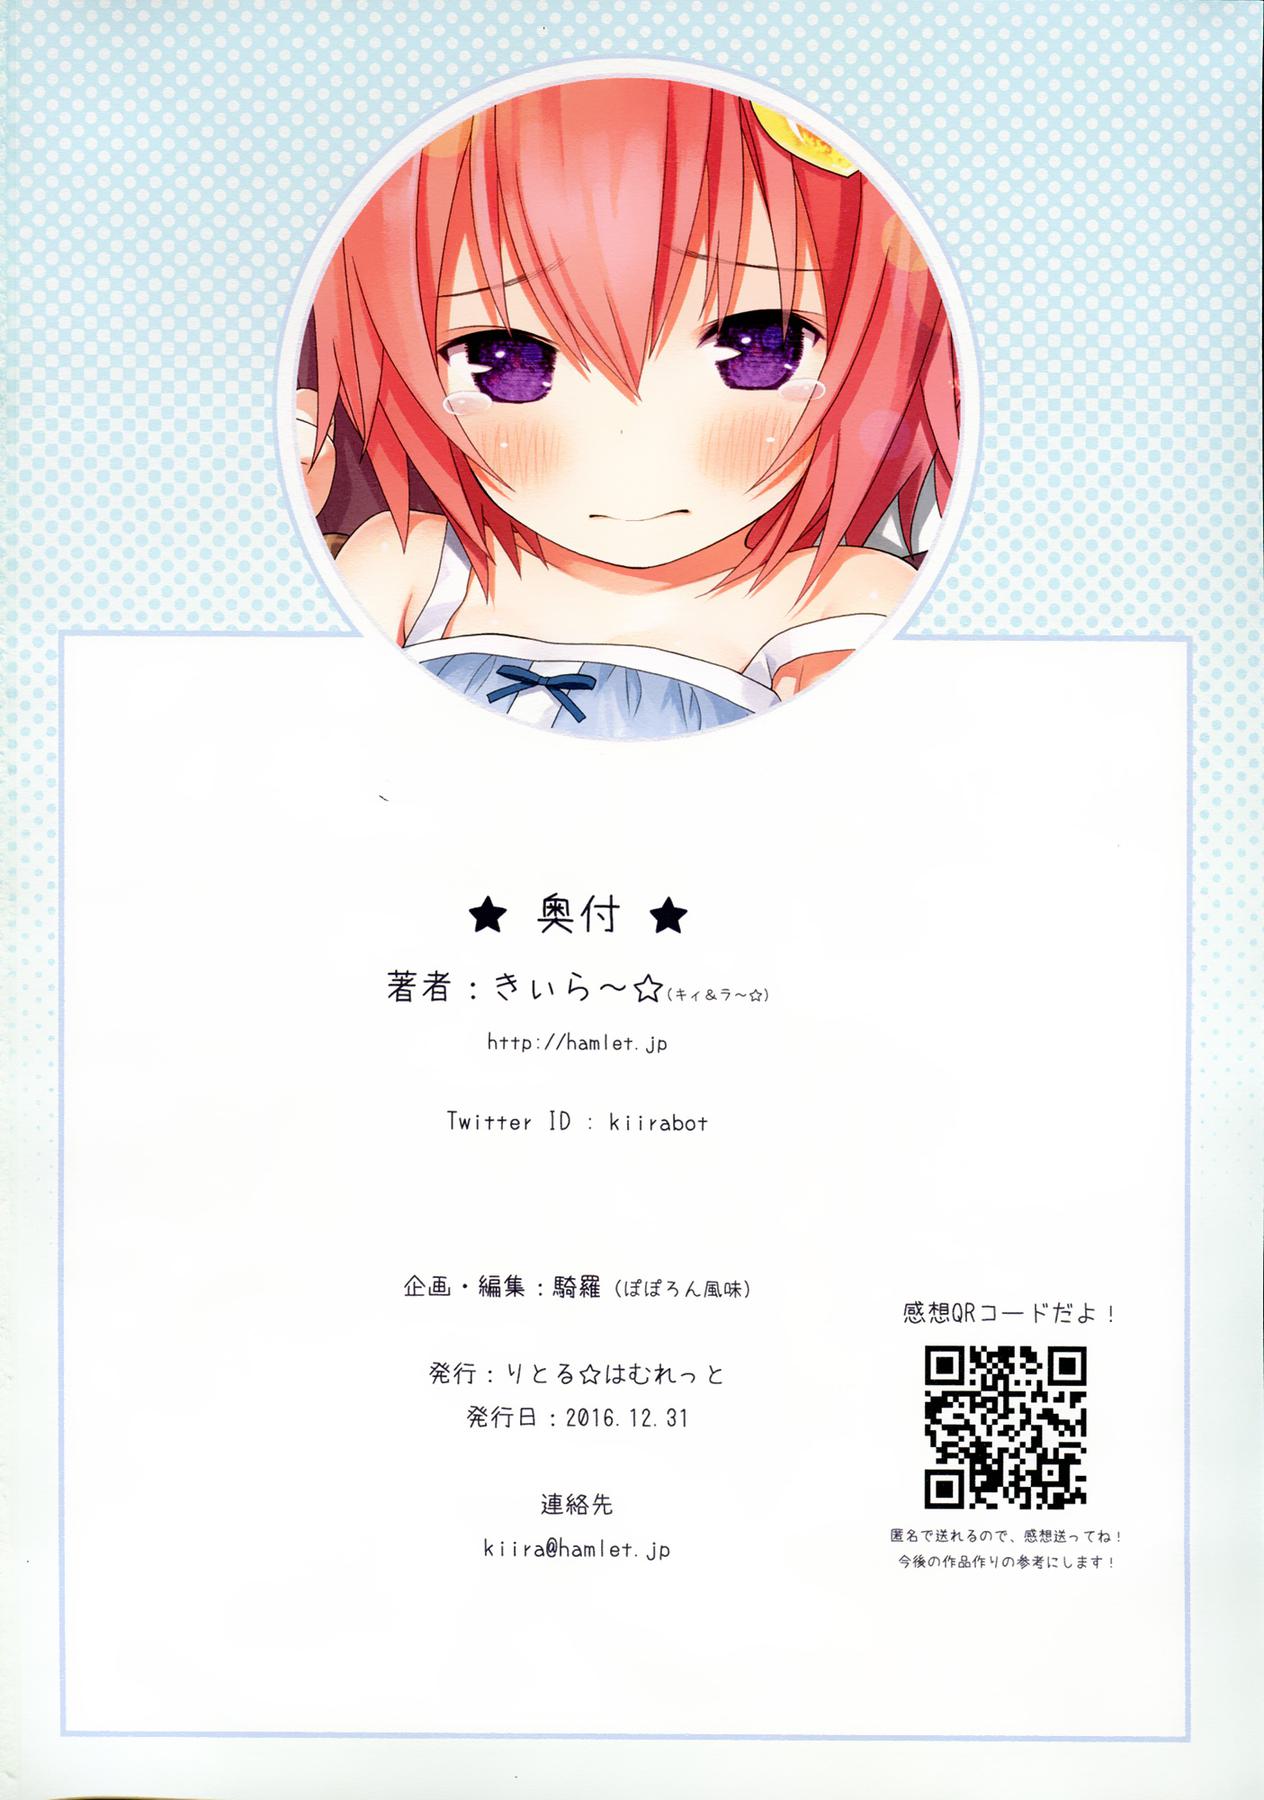 ★ 奥付 ★
著者：きぃら～☆(キィ＆ラ～☆)
http://hamlet.jp
Twitter ID : kiirabot
企画・編集：騎羅（ぽぽろん風味）
発行：りとる☆はむれっと
発行日：2016.12.31
連絡先
kiira@hamlet.jp
感想QRコードだよ！
匿名で送れるので、感想送ってね！
今後の作品作りの参考にします！